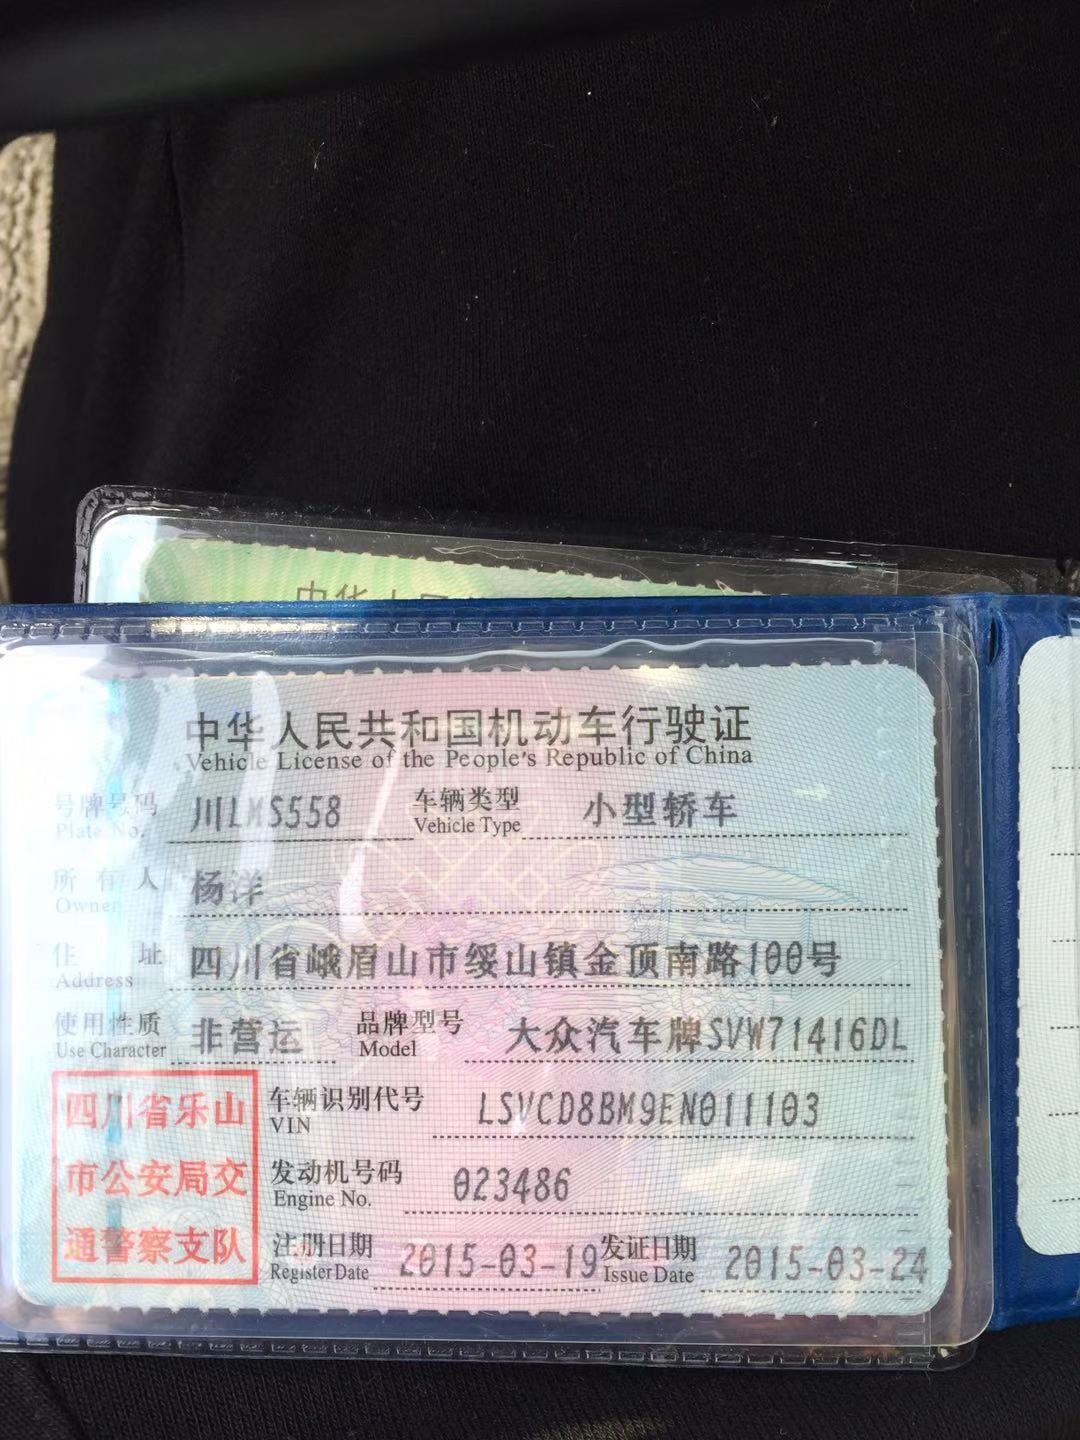 中华人民共和国机动车行驶证
Vehicle License of the People's Republic of China
号牌号码 川LMS558 车辆类型 小型轿车
Plate No. Vehicle Type
所有人 杨洋
Owner
住址 四川省峨眉山市绥山镇金顶南路100号
Address
使用性质 非营运 品牌型号 大众汽车牌SVW71416DL
Use Character Model
四川省乐山
市公安局交
通警察支队
车辆识别代号 LSVCD8BM9EN011103
VIN
发动机号码 023486
Engine No.
注册日期 2015-03-19 发证日期 2015-03-24
Register Date Issue Date